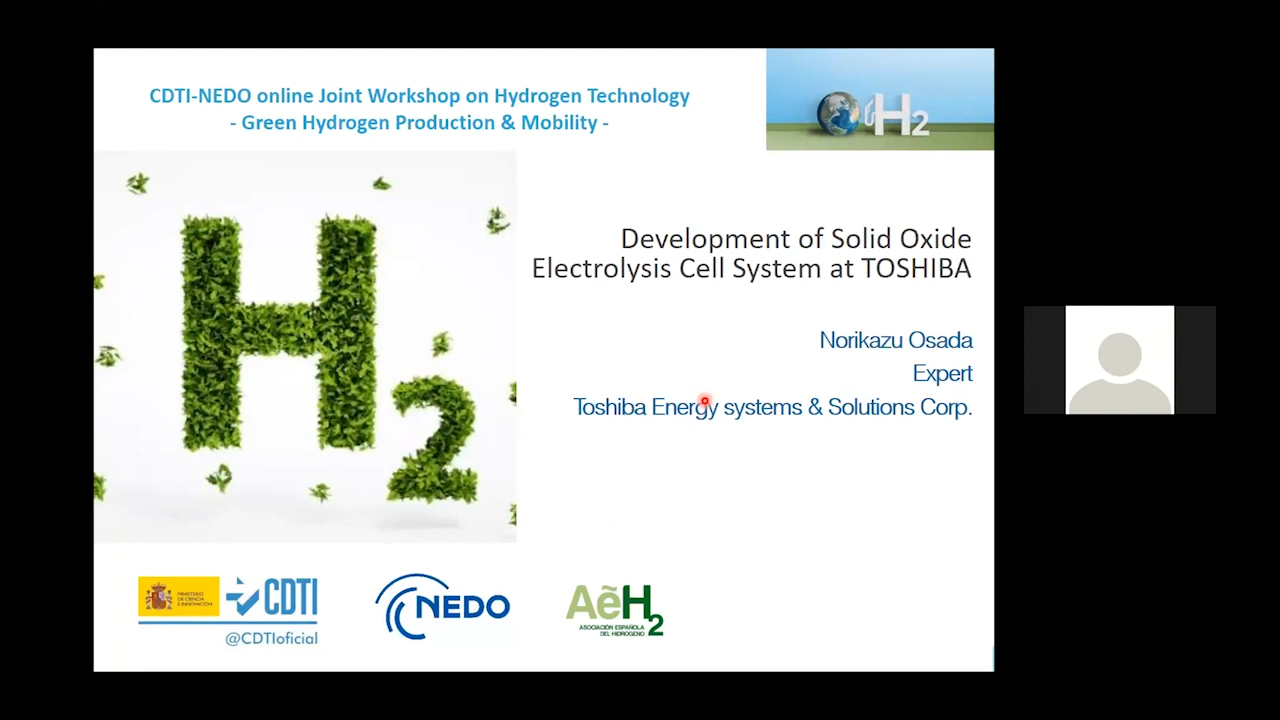 CDTI-NEDO online Joint Workshop on Hydrogen Technology
- Green Hydrogen Production & Mobility -
H2
H2
Development of Solid Oxide
Electrolysis Cell System at TOSHIBA
Norikazu Osada
Expert
Toshiba Energy systems & Solutions Corp.
MINISTERIO
DE CIENCIA
E INNOVACIÓN
CDTI
@CDTIoficial
NEDO
AeH2
ASOCIACIÓN ESPAÑOLA
DEL HIDRÓGENO